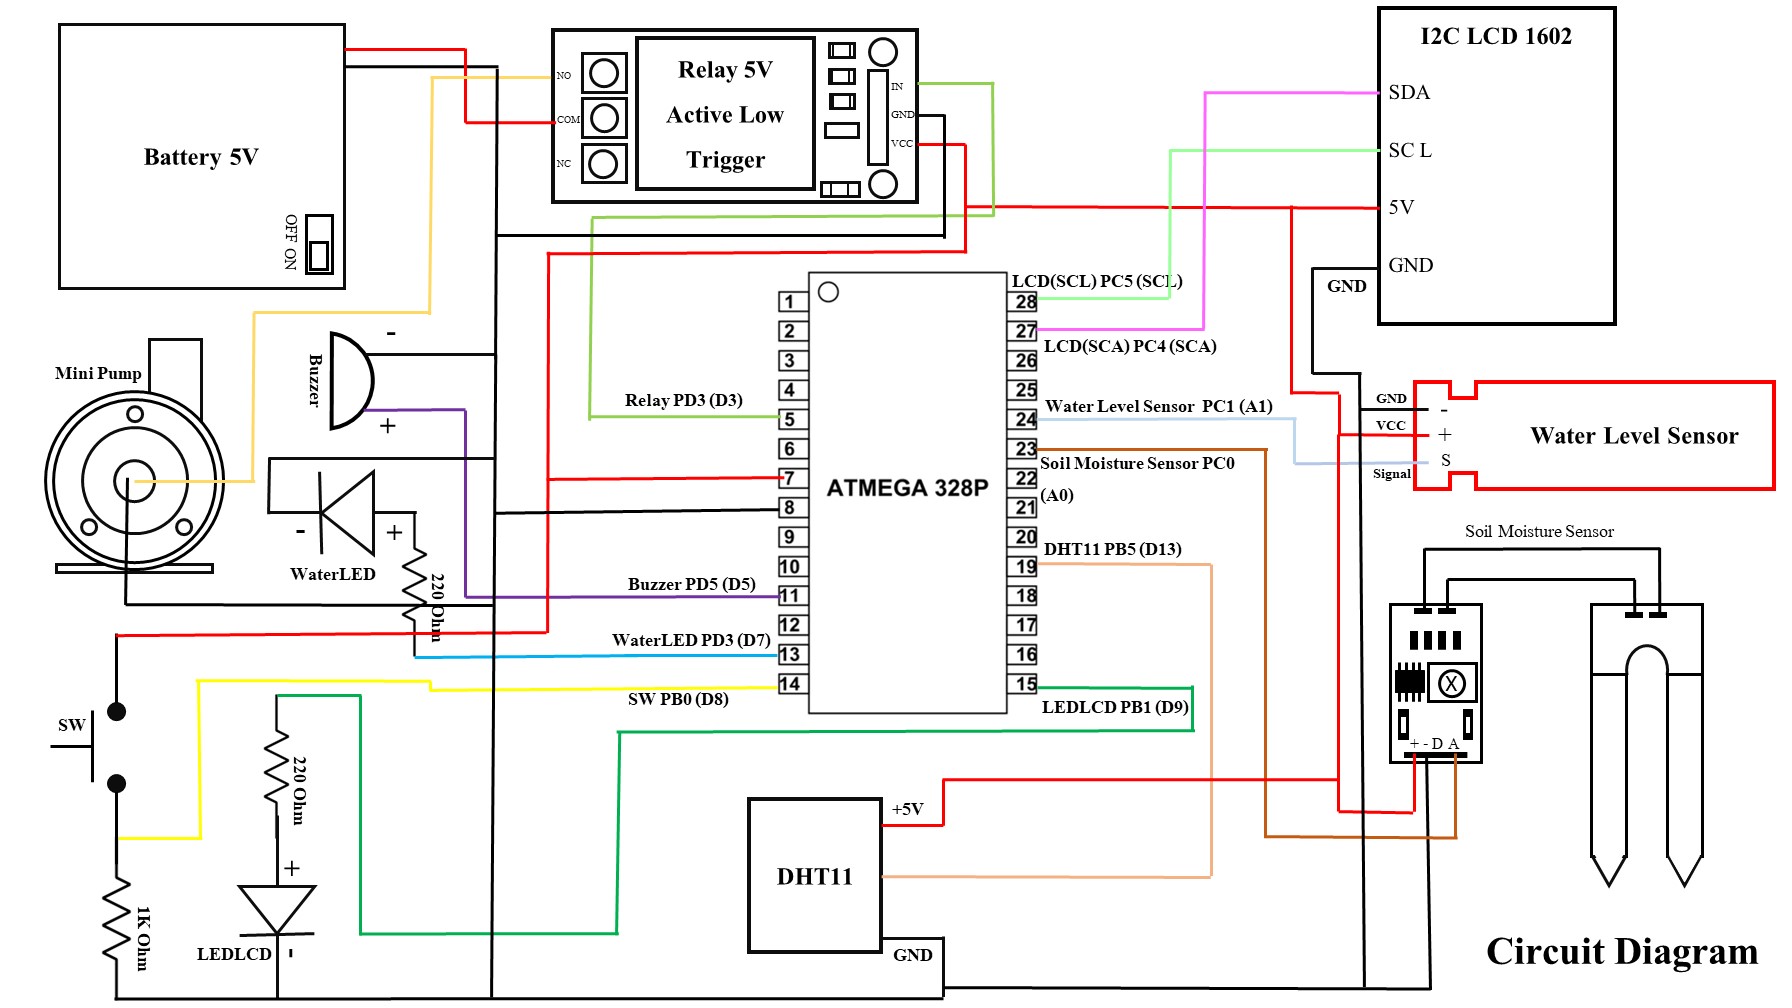 Battery 5V
OFF ON
NO
COM
NC
Relay 5V
Active Low
Trigger
IN
GND
VCC
I2C LCD 1602
SDA
SC L
5V
GND
GND
Mini Pump
Buzzer
-
+
-
+
WaterLED
220 Ohm
ATMEGA 328P
1
2
3
4
5
6
7
8
9
10
11
12
13
14
28
27
26
25
24
23
22
21
20
19
18
17
16
15
Relay PD3 (D3)
Buzzer PD5 (D5)
WaterLED PD3 (D7)
SW PB0 (D8)
LCD(SCL) PC5 (SCL)
LCD(SCA) PC4 (SCA)
Water Level Sensor PC1 (A1)
Soil Moisture Sensor PC0
(A0)
DHT11 PB5 (D13)
LEDLCD PB1 (D9)
GND
VCC
Signal
-
+
S
Water Level Sensor
Soil Moisture Sensor
X
+ - D A
SW
1K Ohm
220 Ohm
+
LEDLCD
-
DHT11
+5V
GND
Circuit Diagram